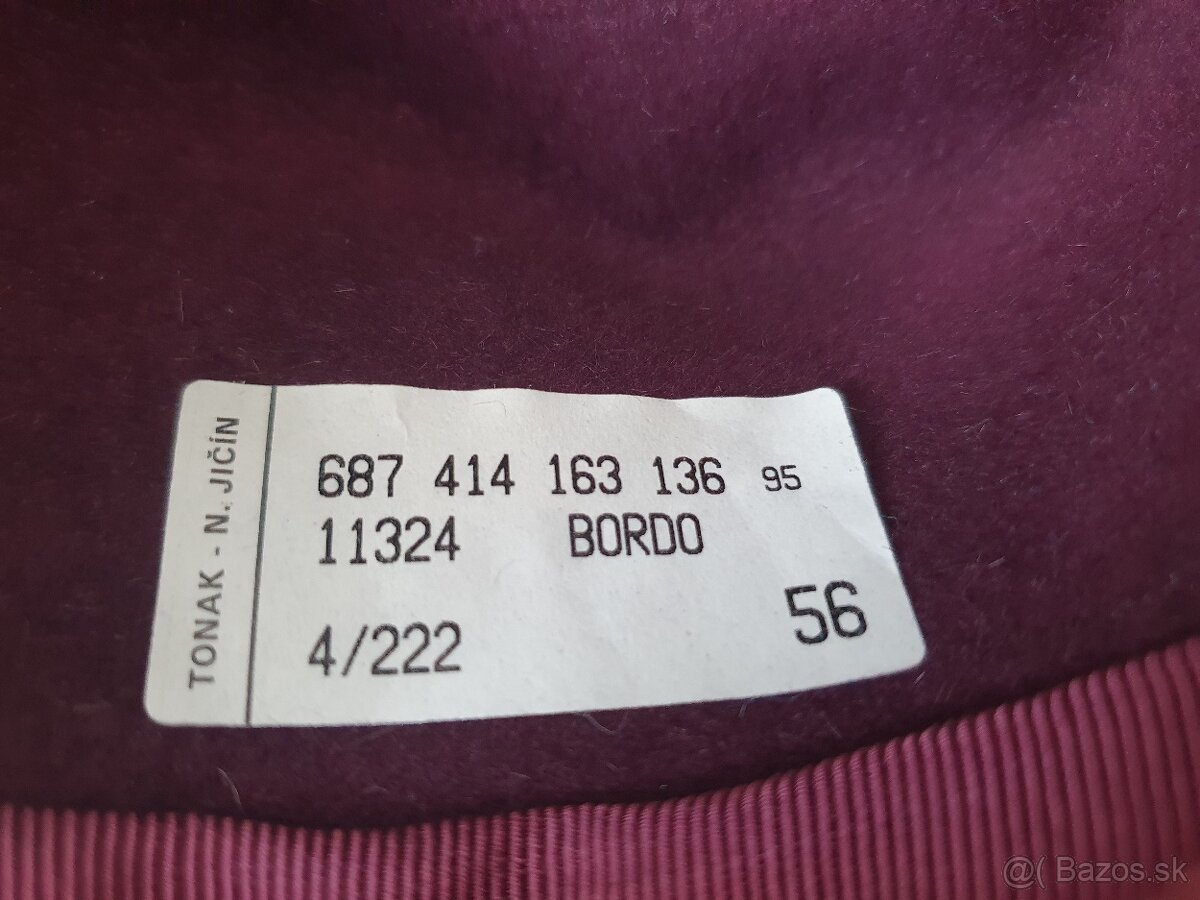 TONAK - N. JIČÍN
687 414 163 136 95
11324 BORDO
4/222 56
@( Bazos.sk